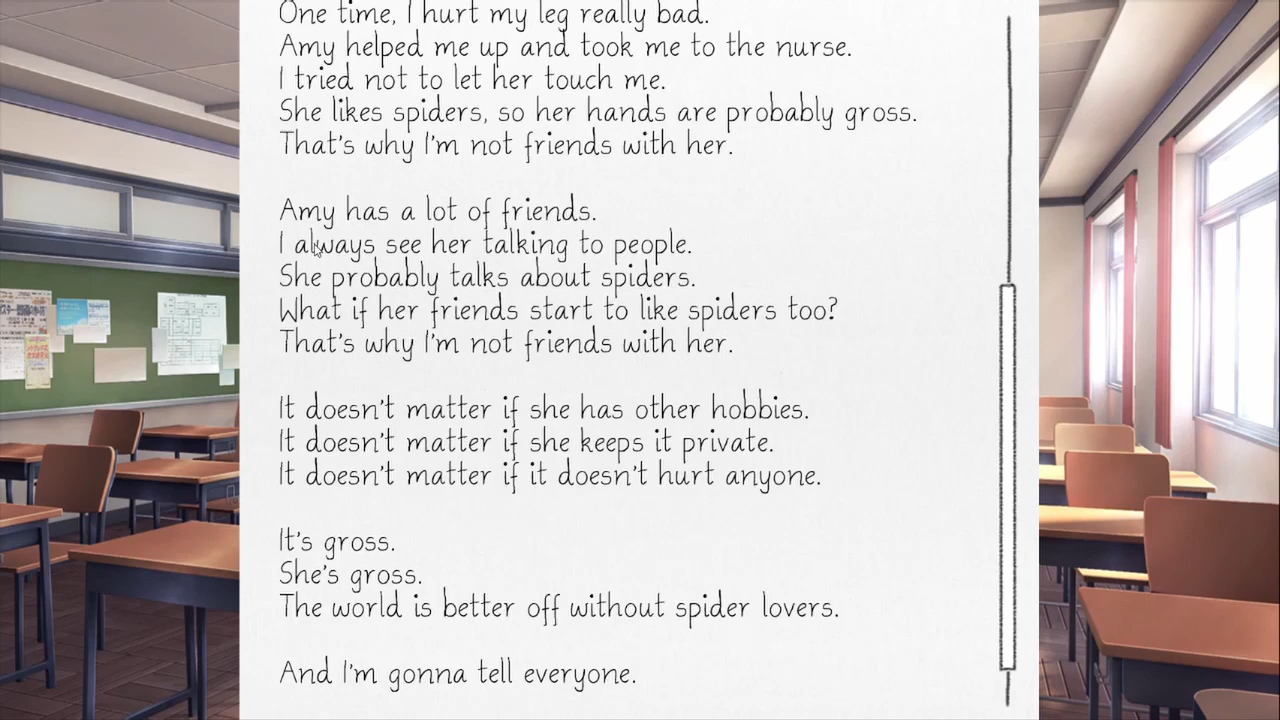 One time, I hurt my leg really bad.
Amy helped me up and took me to the nurse.
I tried not to let her touch me.
She likes spiders, so her hands are probably gross.
That's why I'm not friends with her.
Amy has a lot of friends.
I always see her talking to people.
She probably talks about spiders.
What if her friends start to like spiders too?
That's why I'm not friends with her.
It doesn't matter if she has other hobbies.
It doesn't matter if she keeps it private.
It doesn't matter if it doesn't hurt anyone.
It's gross.
She's gross.
The world is better off without spider lovers.
And I'm gonna tell everyone.